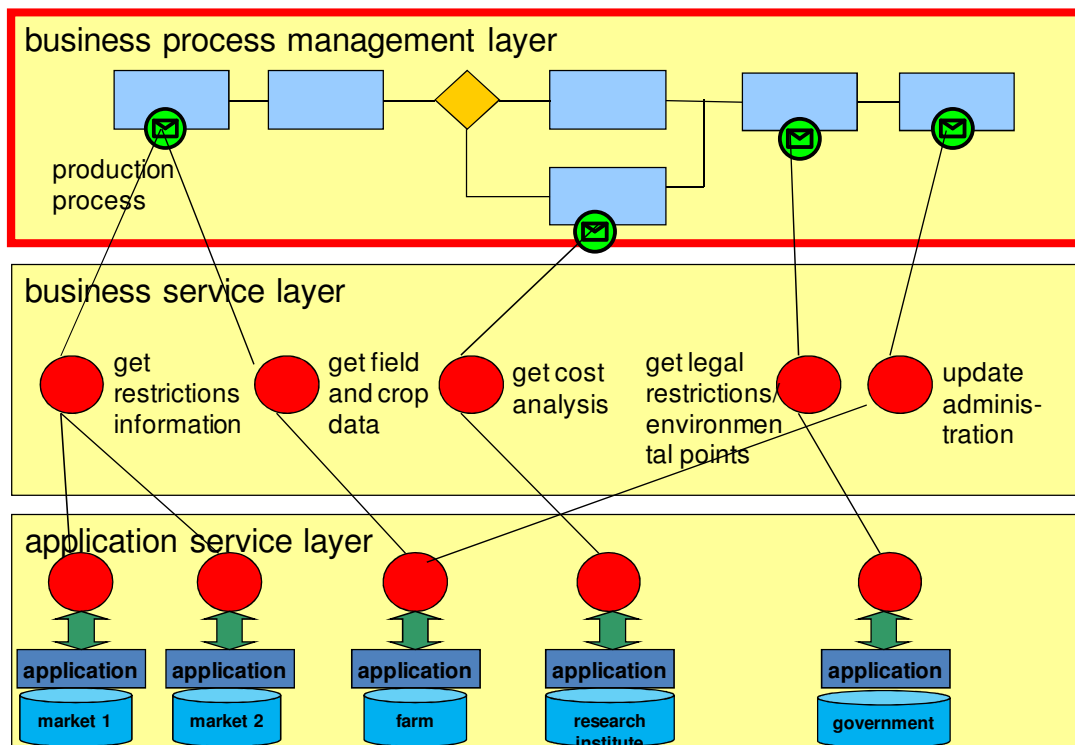 business process management layer
production
process
business service layer
get
restrictions
information
get field
and crop
data
get cost
analysis
get legal
restrictions/
environmen
tal points
update
adminis-
tration
application service layer
application
application
application
application
application
market 1
market 2
farm
research
institute
government